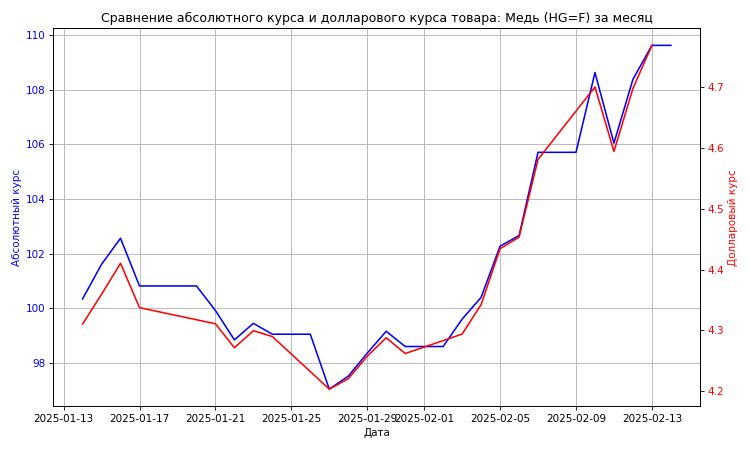 Сравнение абсолютного курса и долларового курса товара: Медь (HG=F) за месяц
110
108
106
104
102
100
98
Абсолютный курс
4.7
4.6
4.5
4.4
4.3
4.2
Долларовый курс
2025-01-13 2025-01-17 2025-01-21 2025-01-25 2025-01-29 2025-02-01 2025-02-05 2025-02-09 2025-02-13
Дата